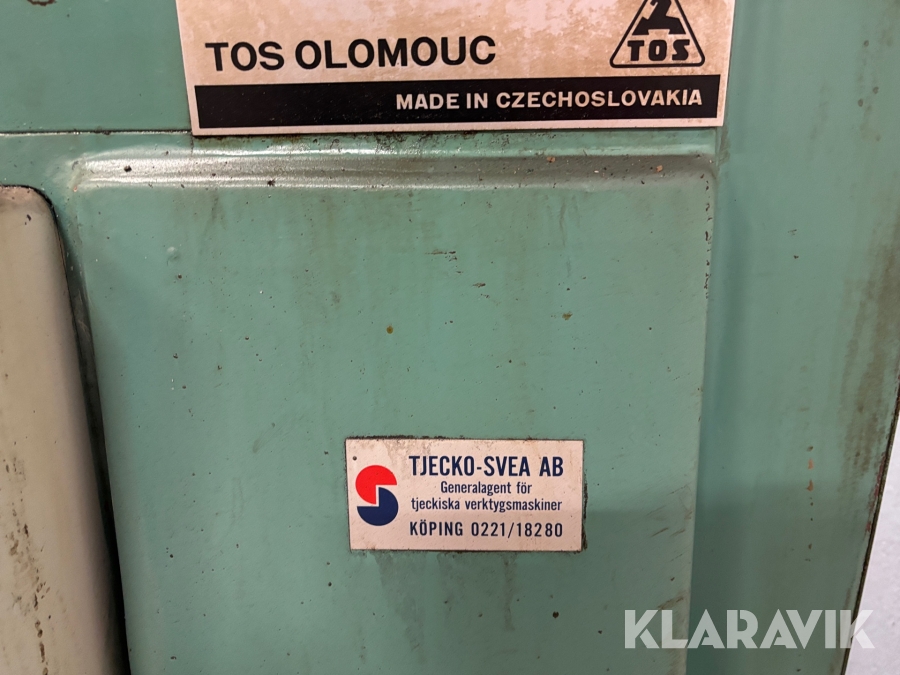 TOS OLOMOUC
TOS
MADE IN CZECHOSLOVAKIA
TJECKO-SVEA AB
Generalagent för
tjeckiska verktygsmaskiner
KÖPING 0221/18280
KLARAVIK